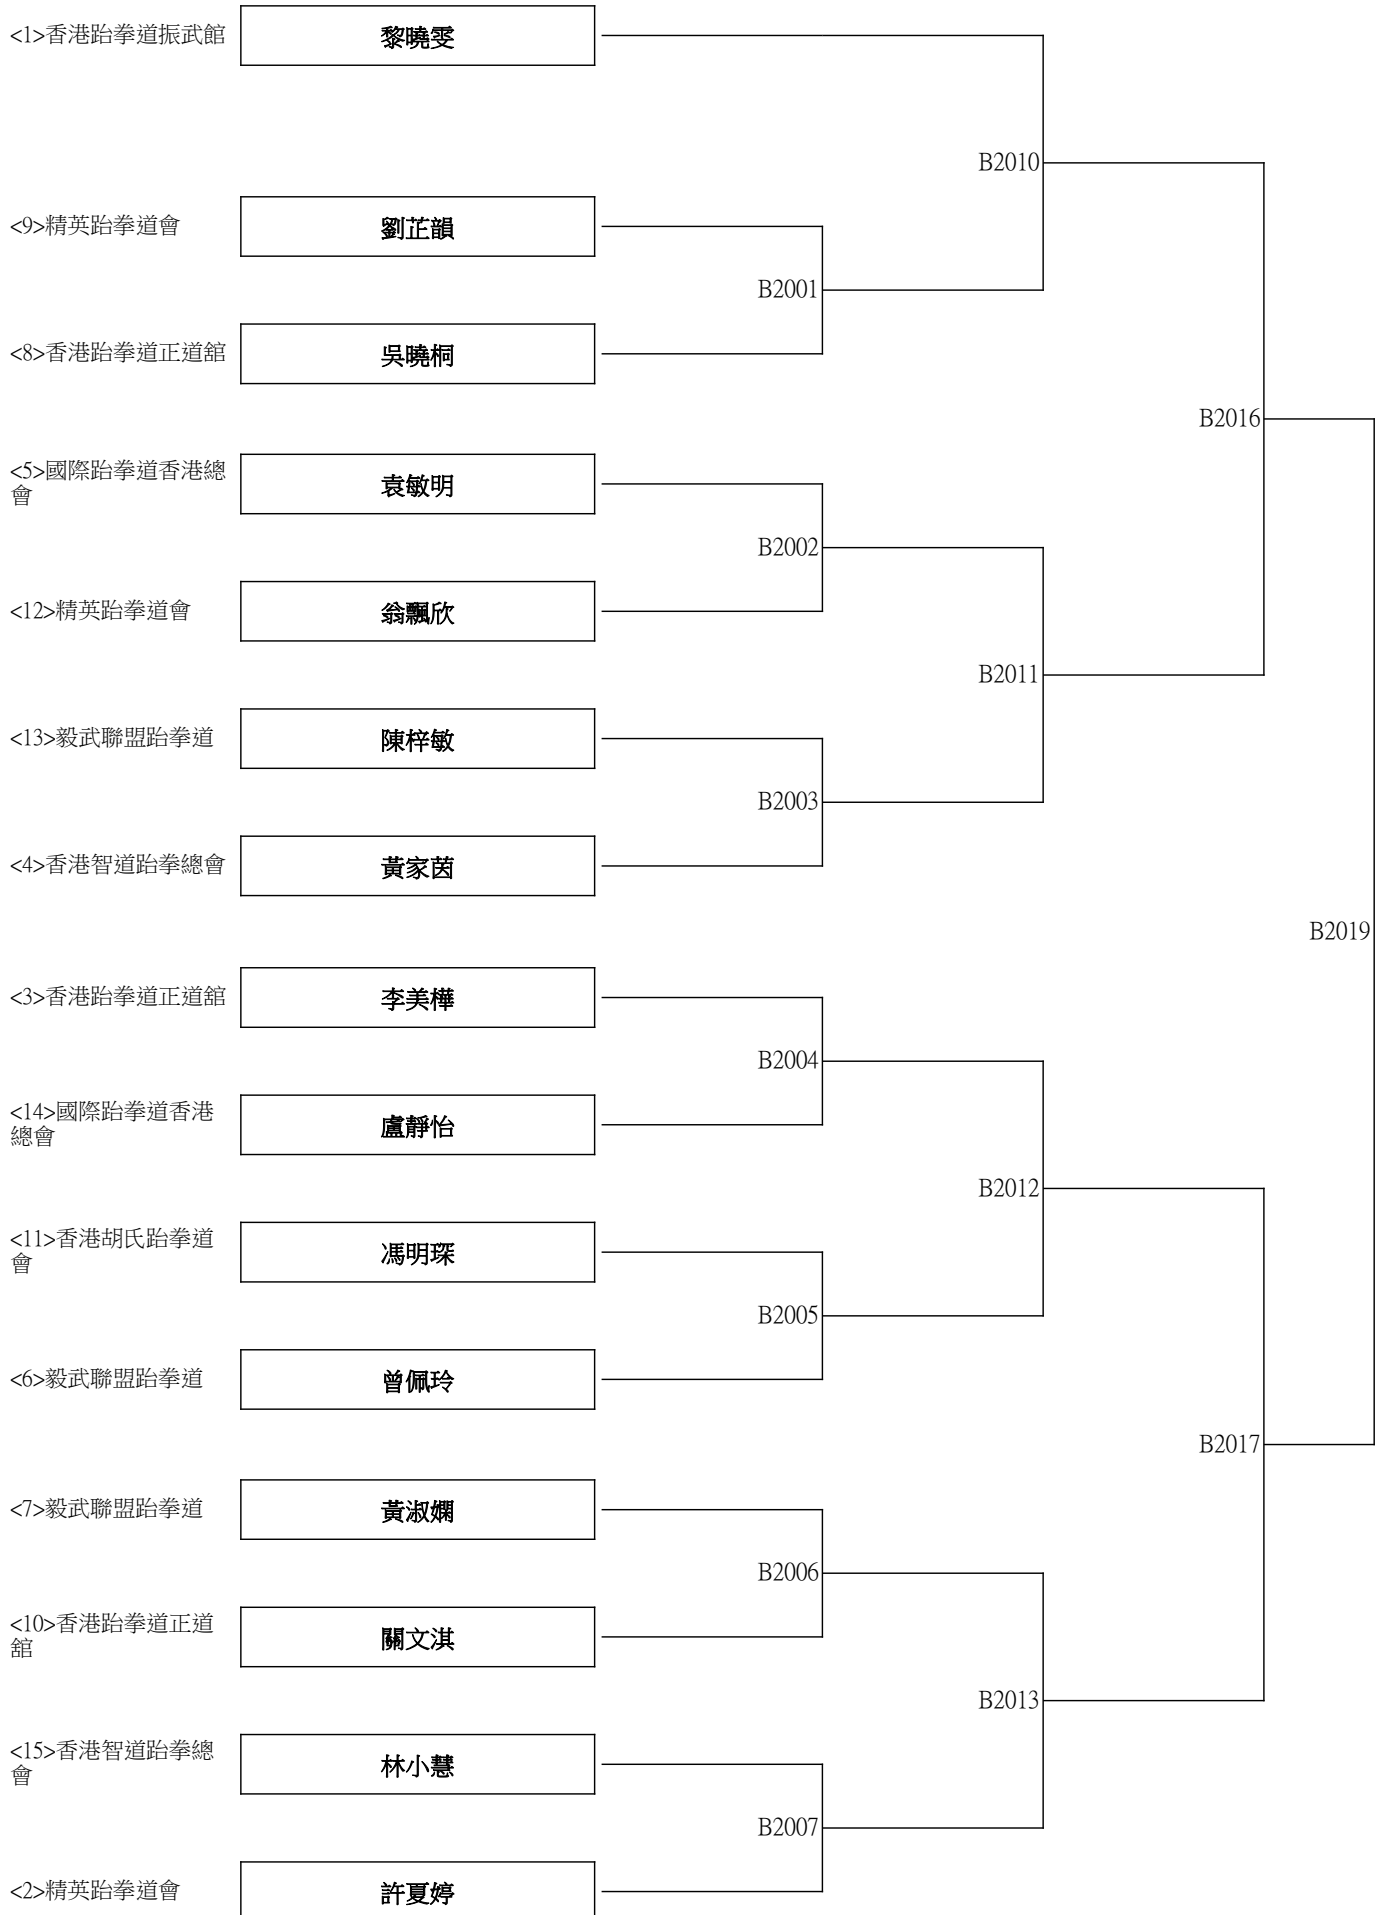 <1>香港跆拳道振武館
黎曉雯
B2010
<9>精英跆拳道會
劉芷韻
B2001
<8>香港跆拳道正道舘
吳曉桐
B2016
<5>國際跆拳道香港總
會
袁敏明
B2002
<12>精英跆拳道會
翁飄欣
B2011
<13>毅武聯盟跆拳道
陳梓敏
B2003
<4>香港智道跆拳總會
黃家茵
B2019
<3>香港跆拳道正道舘
李美樺
B2004
<14>國際跆拳道香港
總會
盧靜怡
B2012
<11>香港胡氏跆拳道
會
馮明琛
B2005
<6>毅武聯盟跆拳道
曾佩玲
B2017
<7>毅武聯盟跆拳道
黃淑嫻
B2006
<10>香港跆拳道正道
舘
關文淇
B2013
<15>香港智道跆拳總
會
林小慧
B2007
<2>精英跆拳道會
許夏婷